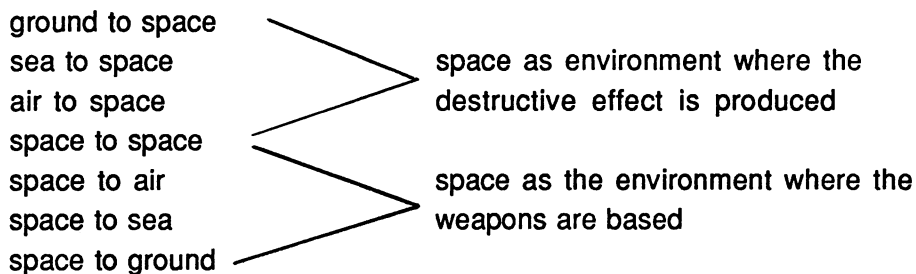 ground to space
sea to space
air to space
space to space
space to air
space to sea
space to ground
space as environment where the
destructive effect is produced
space as the environment where the
weapons are based